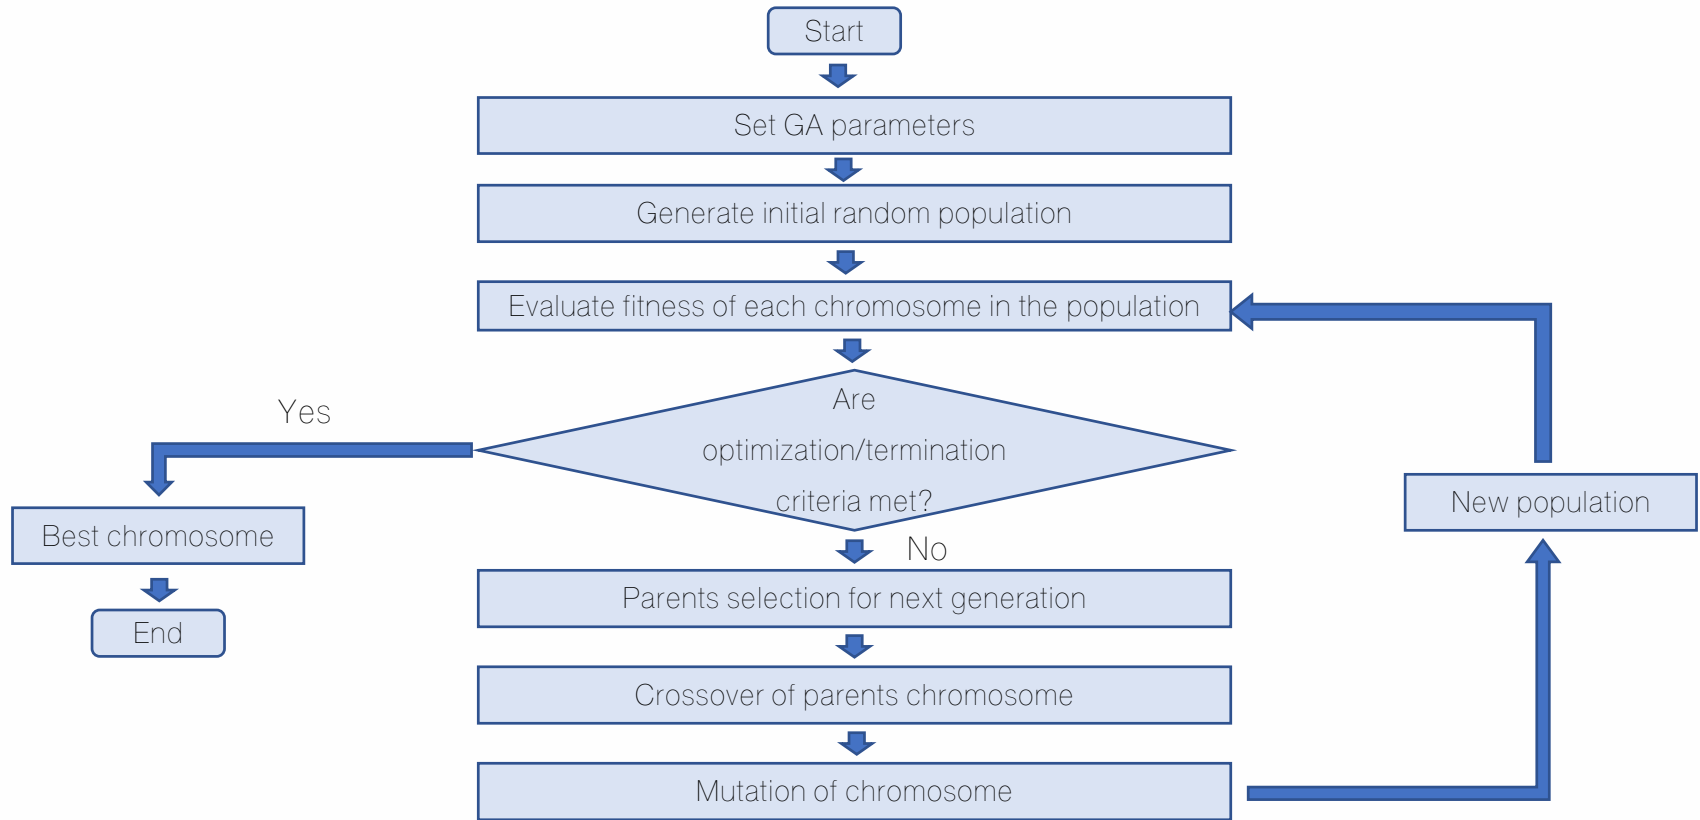 Start
Set GA parameters
Generate initial random population
Evaluate fitness of each chromosome in the population
Are
optimization/termination
criteria met?
Yes
No
Best chromosome
End
Parents selection for next generation
Crossover of parents chromosome
Mutation of chromosome
New population